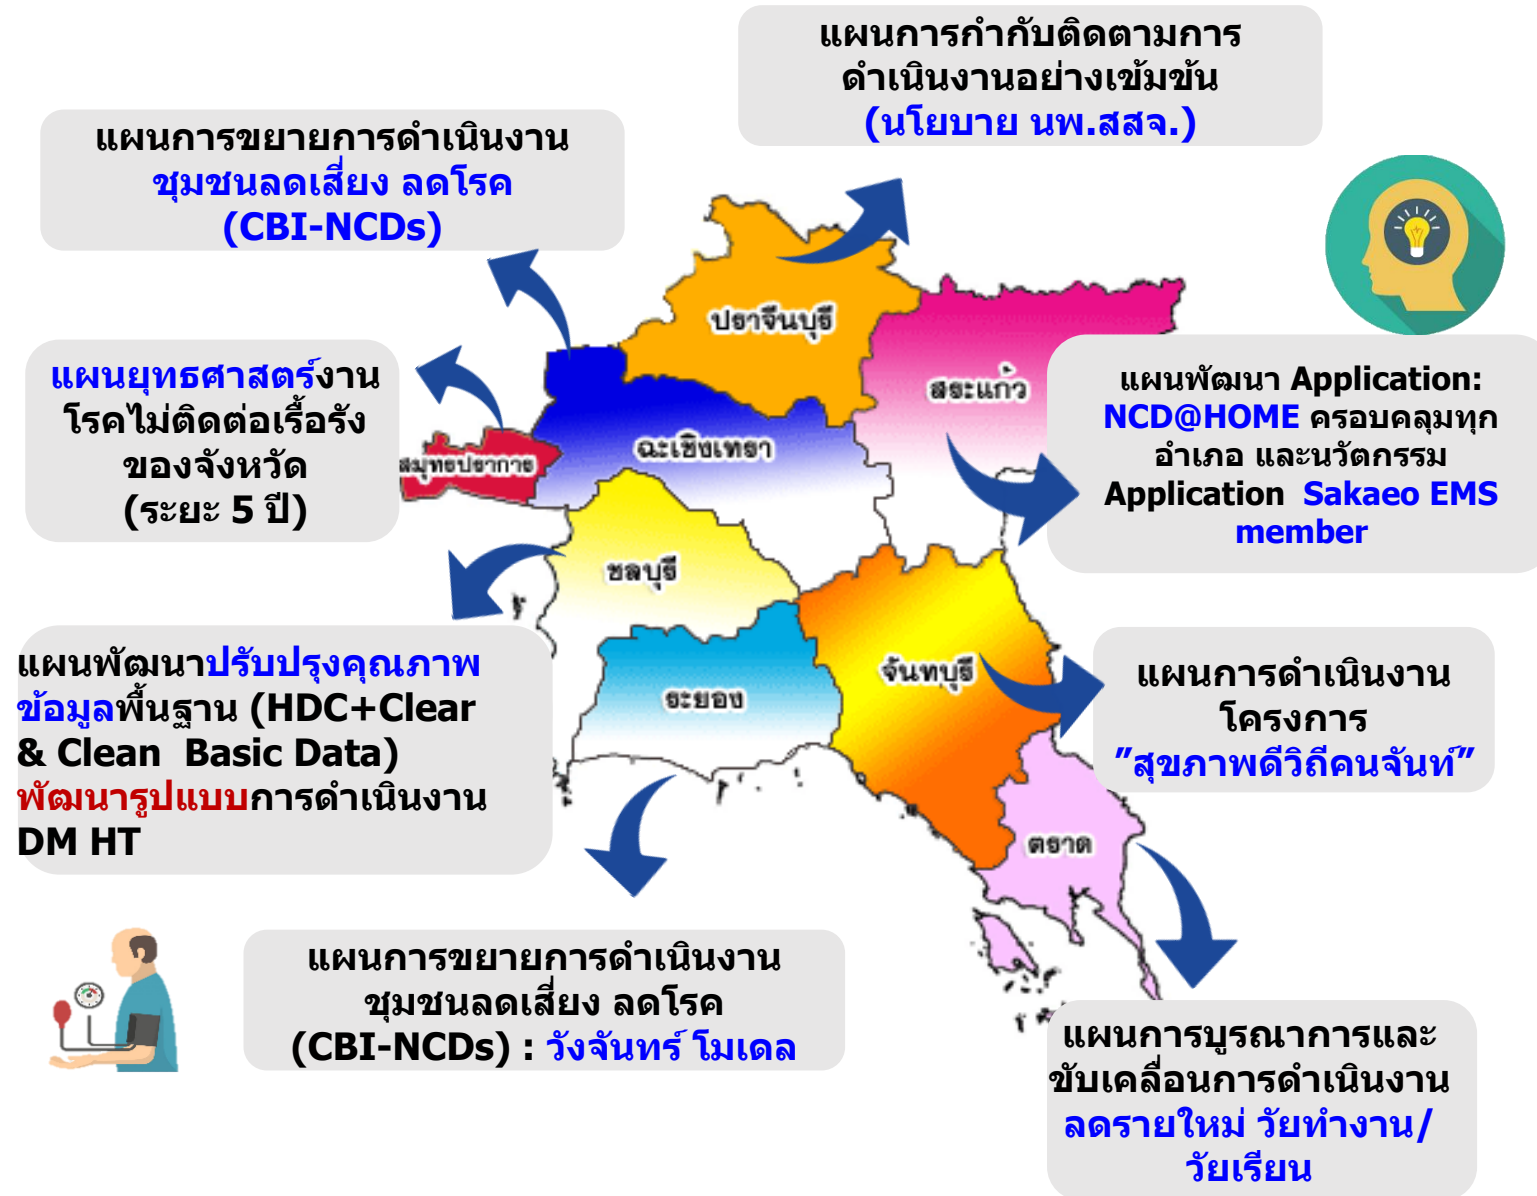 แผนการกำกับติดตามการ
ดำเนินงานอย่างเข้มข้น
(นโยบาย นพ.สสจ.)
แผนการขยายการดำเนินงาน
ชุมชนลดเสี่ยง ลดโรค
(CBI-NCDs)
ปราจีนบุรี
สระแก้ว
แผนยุทธศาสตร์งาน
โรคไม่ติดต่อเรื้อรัง
ของจังหวัด
(ระยะ 5 ปี)
สมุทรปราการ
ฉะเชิงเทรา
แผนพัฒนา Application:
NCD@HOME ครอบคลุมทุก
อำเภอ และนวัตกรรม
Application Sakaeo EMS
member
ชลบุรี
แผนพัฒนาปรับปรุงคุณภาพ
ข้อมูลพื้นฐาน (HDC+Clear
& Clean Basic Data)
พัฒนารูปแบบการดำเนินงาน
DM HT
ระยอง
จันทบุรี
แผนการดำเนินงาน
โครงการ
”สุขภาพดีวิถีคนจันท์”
ตราด
แผนการขยายการดำเนินงาน
ชุมชนลดเสี่ยง ลดโรค
(CBI-NCDs) : วังจันทร์ โมเดล
แผนการบูรณาการและ
ขับเคลื่อนการดำเนินงาน
ลดรายใหม่ วัยทำงาน/
วัยเรียน